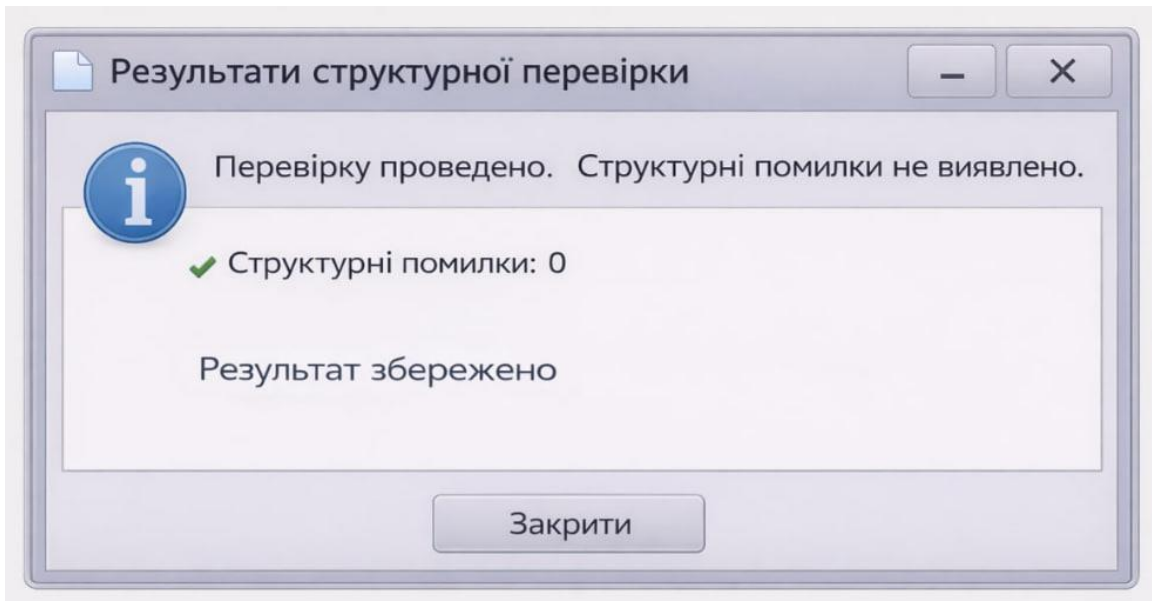 Результати структурної перевірки
Перевірку проведено. Структурні помилки не виявлено.
Структурні помилки: 0
Результат збережено
Закрити